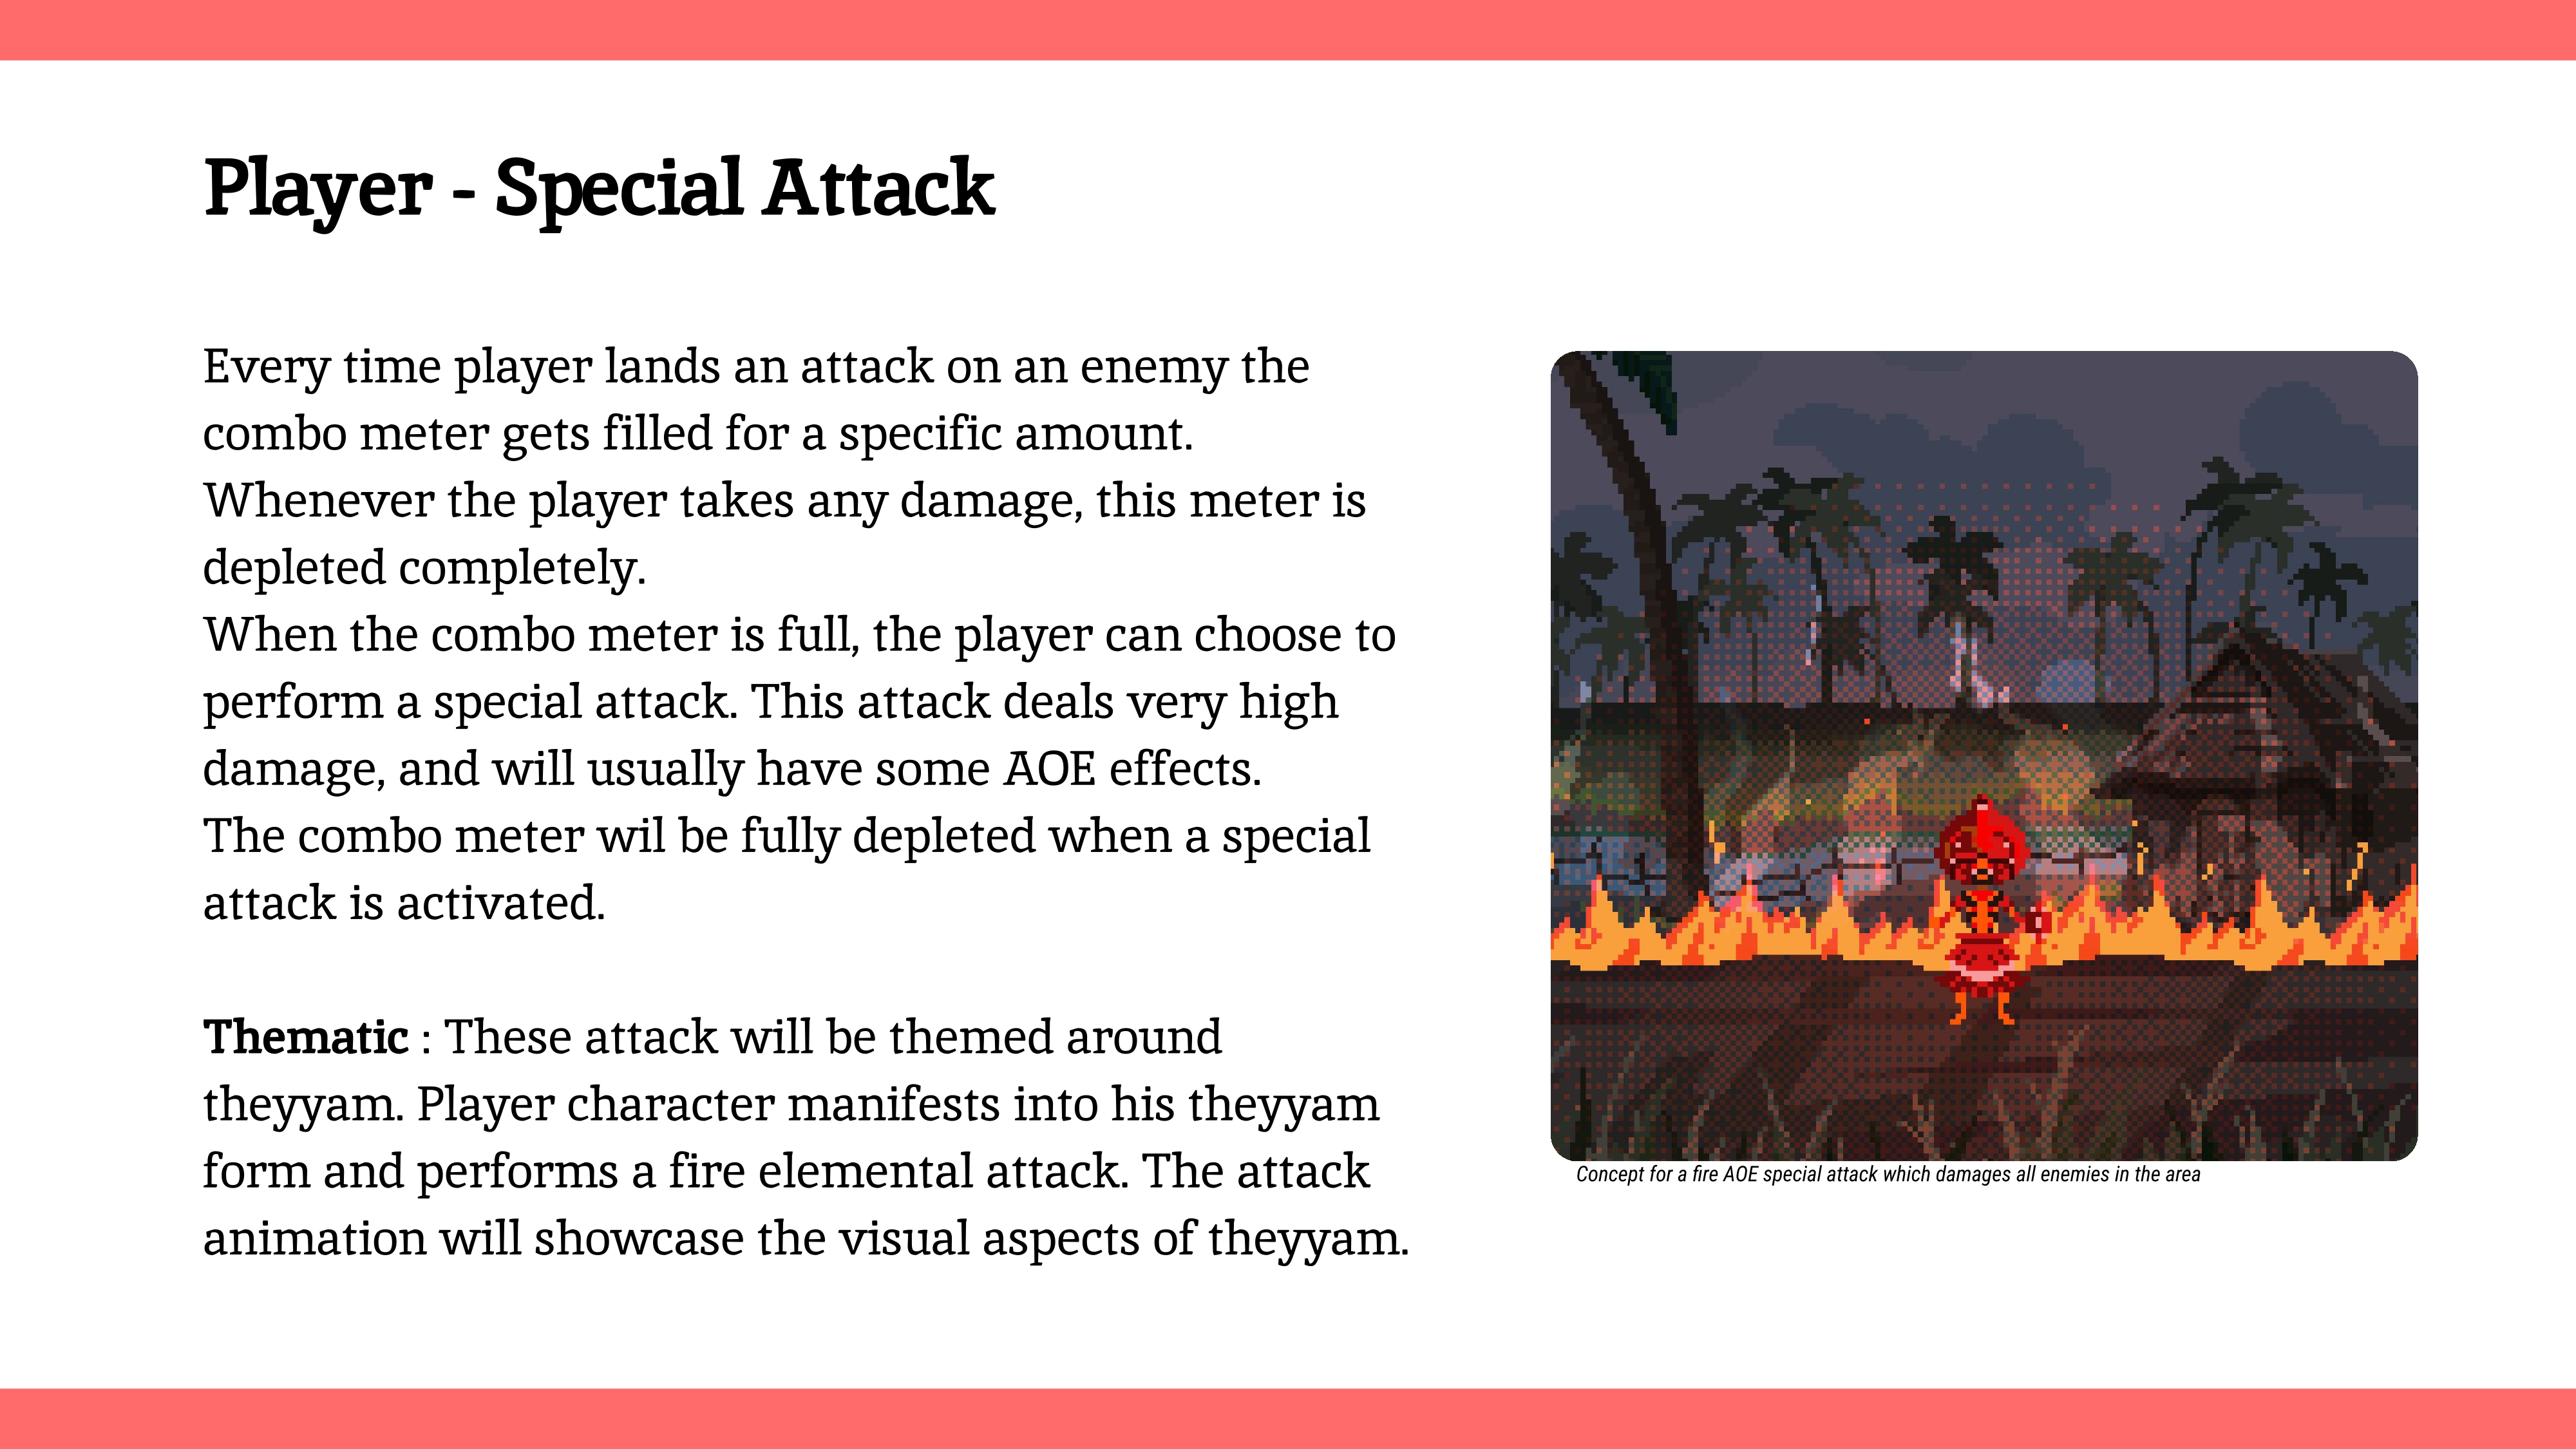 Player - Special Attack
Every time player lands an attack on an enemy the
combo meter gets filled for a specific amount.
Whenever the player takes any damage, this meter is
depleted completely.
When the combo meter is full, the player can choose to
perform a special attack. This attack deals very high
damage, and will usually have some AOE effects.
The combo meter wil be fully depleted when a special
attack is activated.
Thematic : These attack will be themed around
theyyam. Player character manifests into his theyyam
form and performs a fire elemental attack. The attack
animation will showcase the visual aspects of theyyam.
Concept for a fire AOE special attack which damages all enemies in the area